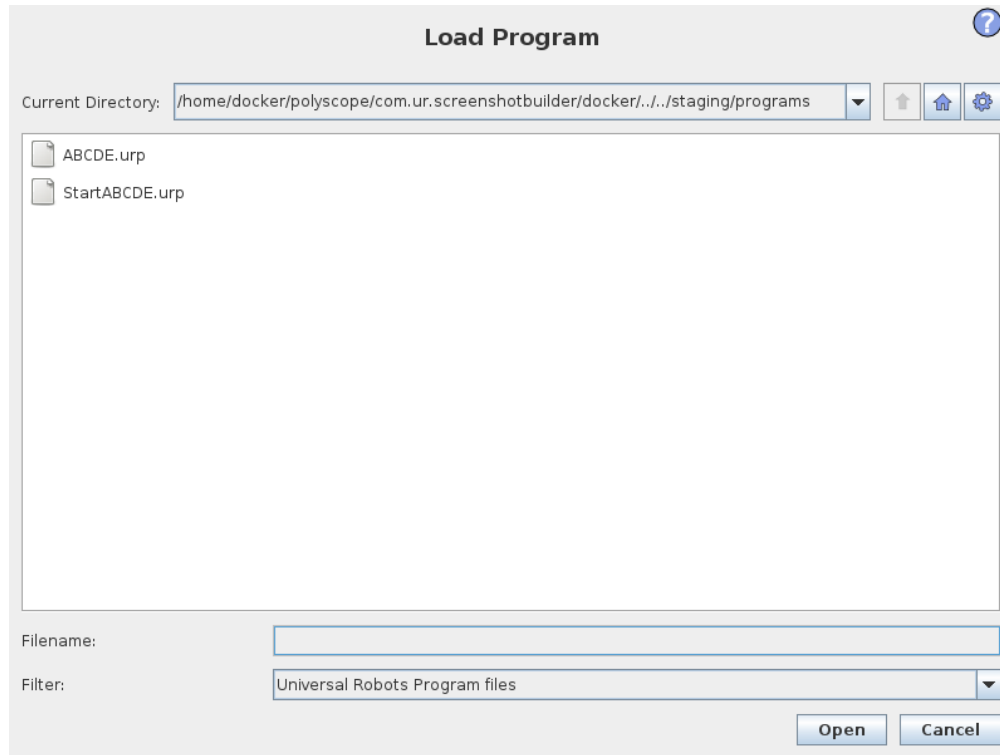 Load Program
?
Current Directory: /home/docker/polyscope/com.ur.screenshotbuilder/docker/../../staging/programs
ABCDE.urp
StartABCDE.urp
Filename:
Filter: Universal Robots Program files
Open Cancel